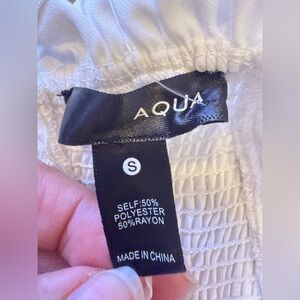 AQUA
S
SELF:50%
POLYESTER
50%RAYON
MADE IN CHINA